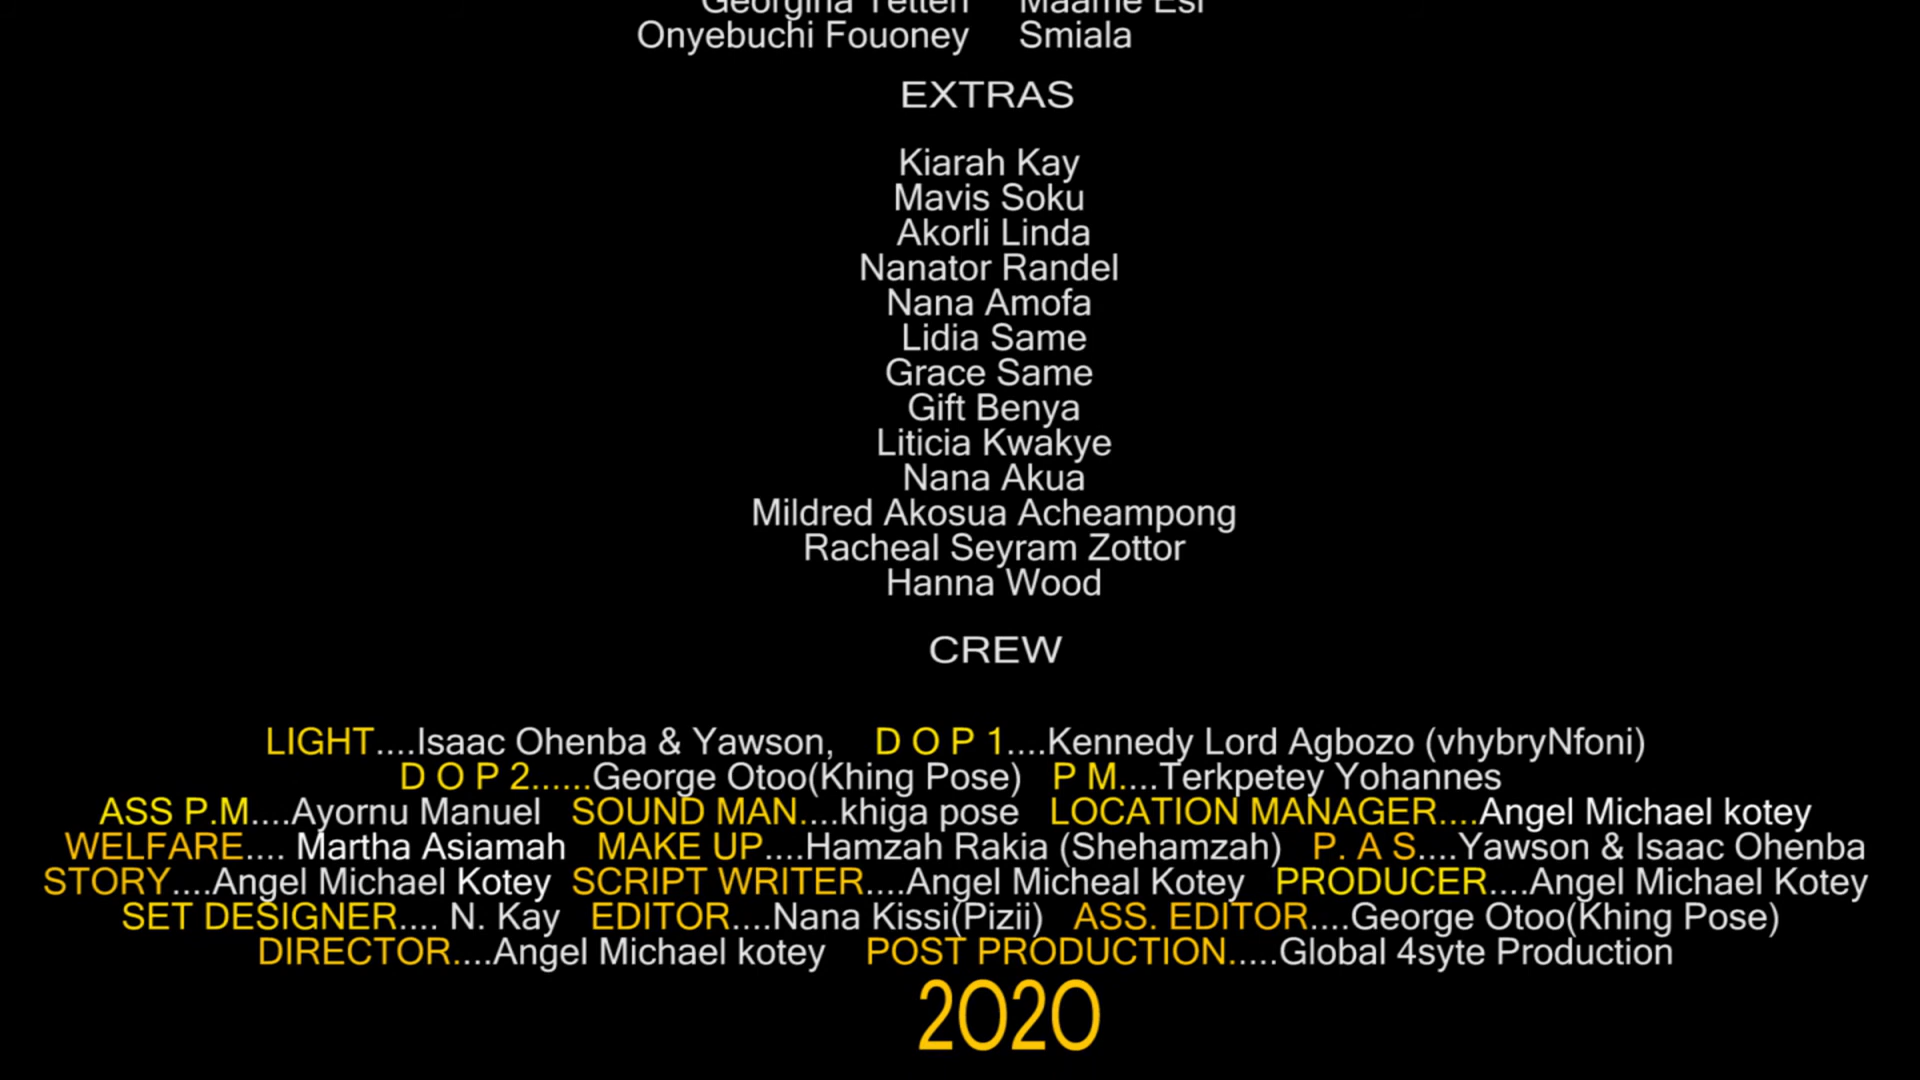 Georgina Tetteh Maame Esi
Onyebuchi Fouoney Smiala
EXTRAS
Kiarah Kay
Mavis Soku
Akorli Linda
Nanator Randel
Nana Amofa
Lidia Same
Grace Same
Gift Benya
Liticia Kwakye
Nana Akua
Mildred Akosua Acheampong
Racheal Seyram Zottor
Hanna Wood
CREW
LIGHT....Isaac Ohenba & Yawson, D O P 1....Kennedy Lord Agbozo (vhybryNfoni)
D O P 2......George Otoo(Khing Pose) P M....Terkpetey Yohannes
ASS P.M....Ayornu Manuel SOUND MAN....khiga pose LOCATION MANAGER....Angel Michael kotey
WELFARE.... Martha Asiamah MAKE UP....Hamzah Rakia (Shehamzah) P. A S....Yawson & Isaac Ohenba
STORY....Angel Michael Kotey SCRIPT WRITER....Angel Micheal Kotey PRODUCER....Angel Michael Kotey
SET DESIGNER.... N. Kay EDITOR....Nana Kissi(Pizii) ASS. EDITOR....George Otoo(Khing Pose)
DIRECTOR....Angel Michael kotey POST PRODUCTION.....Global 4syte Production
2020